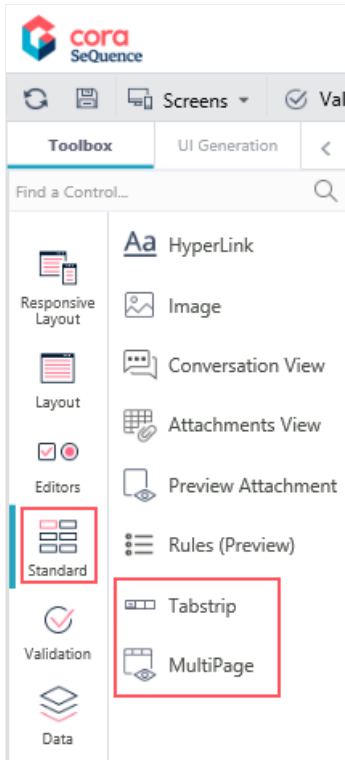 cora
SeQuence
Screens
Val
Toolbox
UI Generation
Find a Control...
Responsive
Layout
Layout
Editors
Standard
Validation
Data
Aa HyperLink
Image
Conversation View
Attachments View
Preview Attachment
Rules (Preview)
Tabstrip
MultiPage